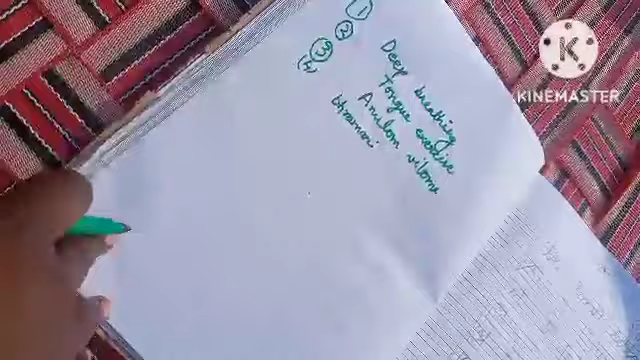 ① Deep breathing
② Tongue exercise
③ Anulom vilom
④ bhramari
KINEMASTER